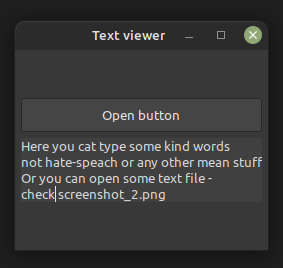 Text viewer
Open button
Here you cat type some kind words
not hate-speach or any other mean stuff
Or you can open some text file -
check screenshot_2.png